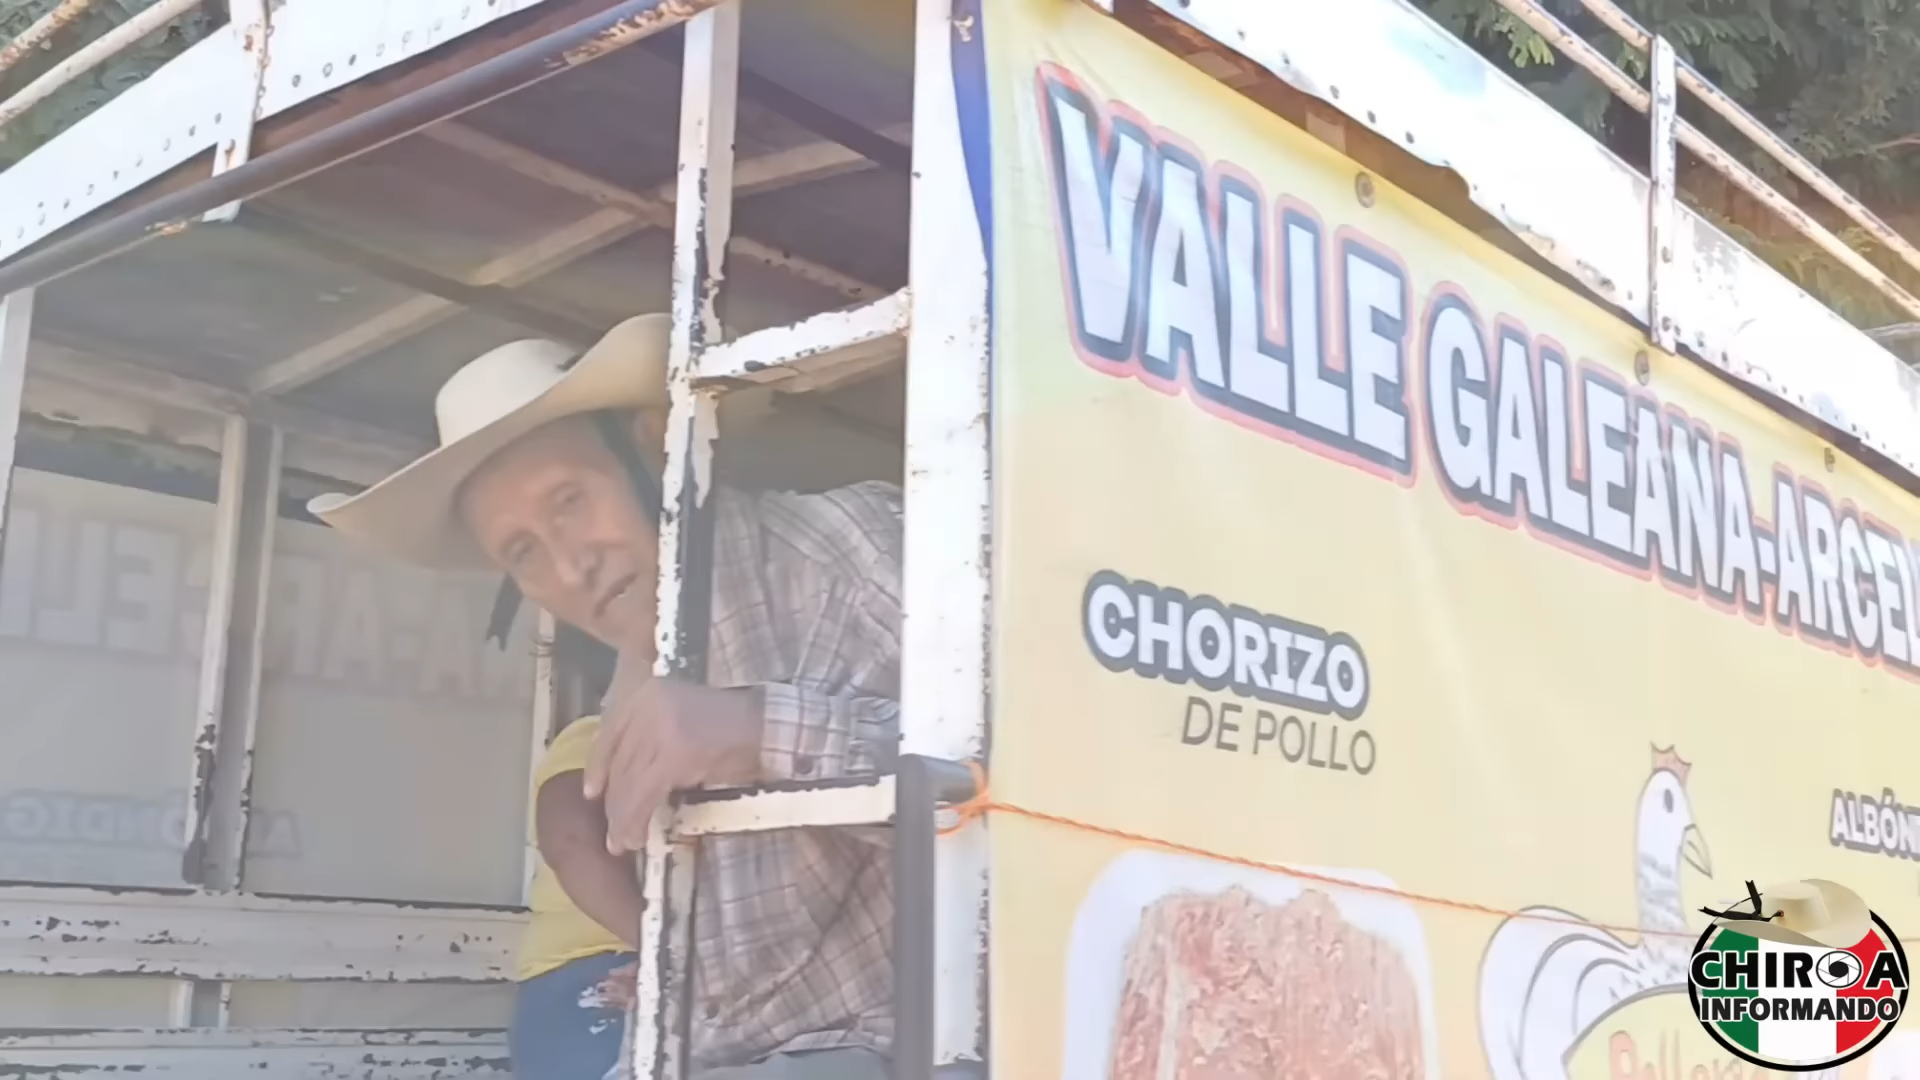 VALLE GALEANA-ARCEL
CHORIZO
DE POLLO
ALBÓN
CHIROA
INFORMANDO